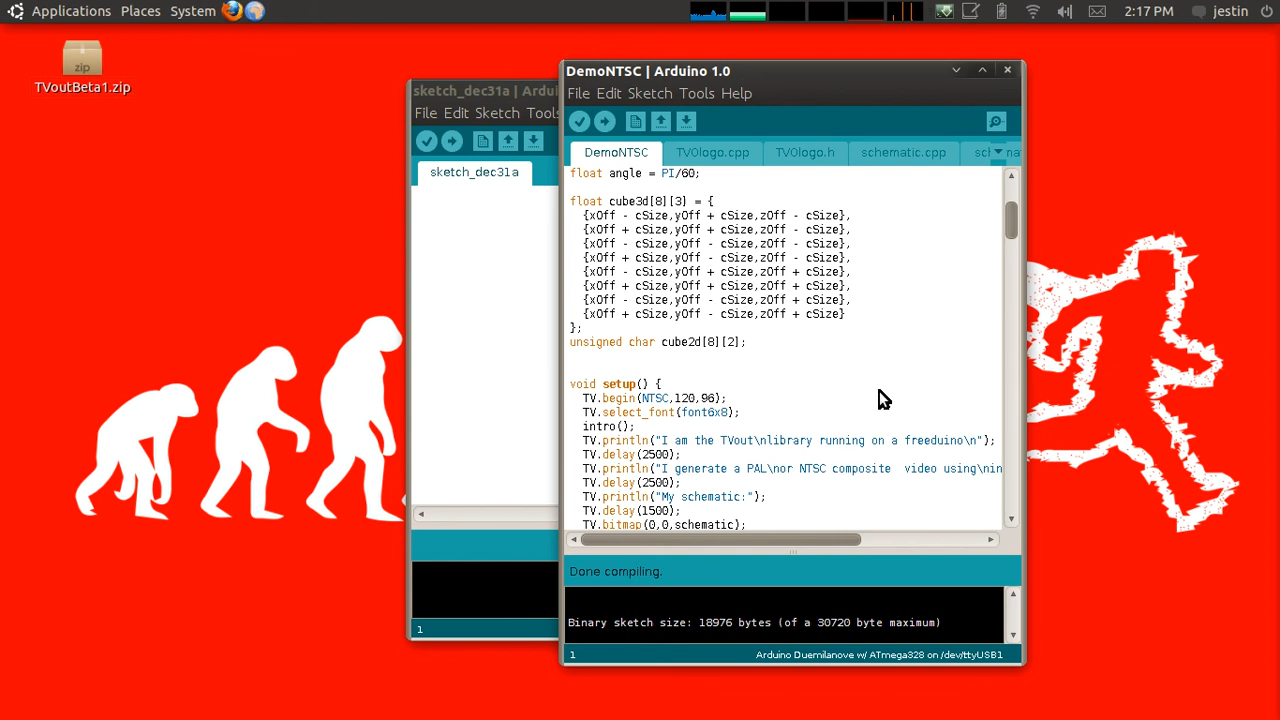 Applications Places System 2:17 PM jestin
zip
TVoutBeta1.zip
sketch_dec31a | Ardui
File Edit Sketch Tools
sketch_dec31a
1
DemoNTSC | Arduino 1.0
File Edit Sketch Tools Help
DemoNTSC TVOlogo.cpp TVOlogo.h schematic.cpp
float angle = PI/60;
float cube3d[8][3] = {
{xOff - cSize,yOff + cSize,zOff - cSize},
{xOff + cSize,yOff + cSize,zOff - cSize},
{xOff - cSize,yOff - cSize,zOff - cSize},
{xOff + cSize,yOff - cSize,zOff - cSize},
{xOff - cSize,yOff + cSize,zOff + cSize},
{xOff + cSize,yOff + cSize,zOff + cSize},
{xOff - cSize,yOff - cSize,zOff + cSize},
{xOff + cSize,yOff - cSize,zOff + cSize}
};
unsigned char cube2d[8][2];
void setup() {
TV.begin(NTSC,120,96);
TV.select_font(font6x8);
intro();
TV.println("I am the TVout\nlibrary running on a freeduino\n");
TV.delay(2500);
TV.println("I generate a PAL\nor NTSC composite  video using\nin
TV.delay(2500);
TV.println("My schematic:");
TV.delay(1500);
TV.bitmap(0,0,schematic);
Done compiling.
Binary sketch size: 18976 bytes (of a 30720 byte maximum)
1 Arduino Duemilanove w/ ATmega328 on /dev/ttyUSB1